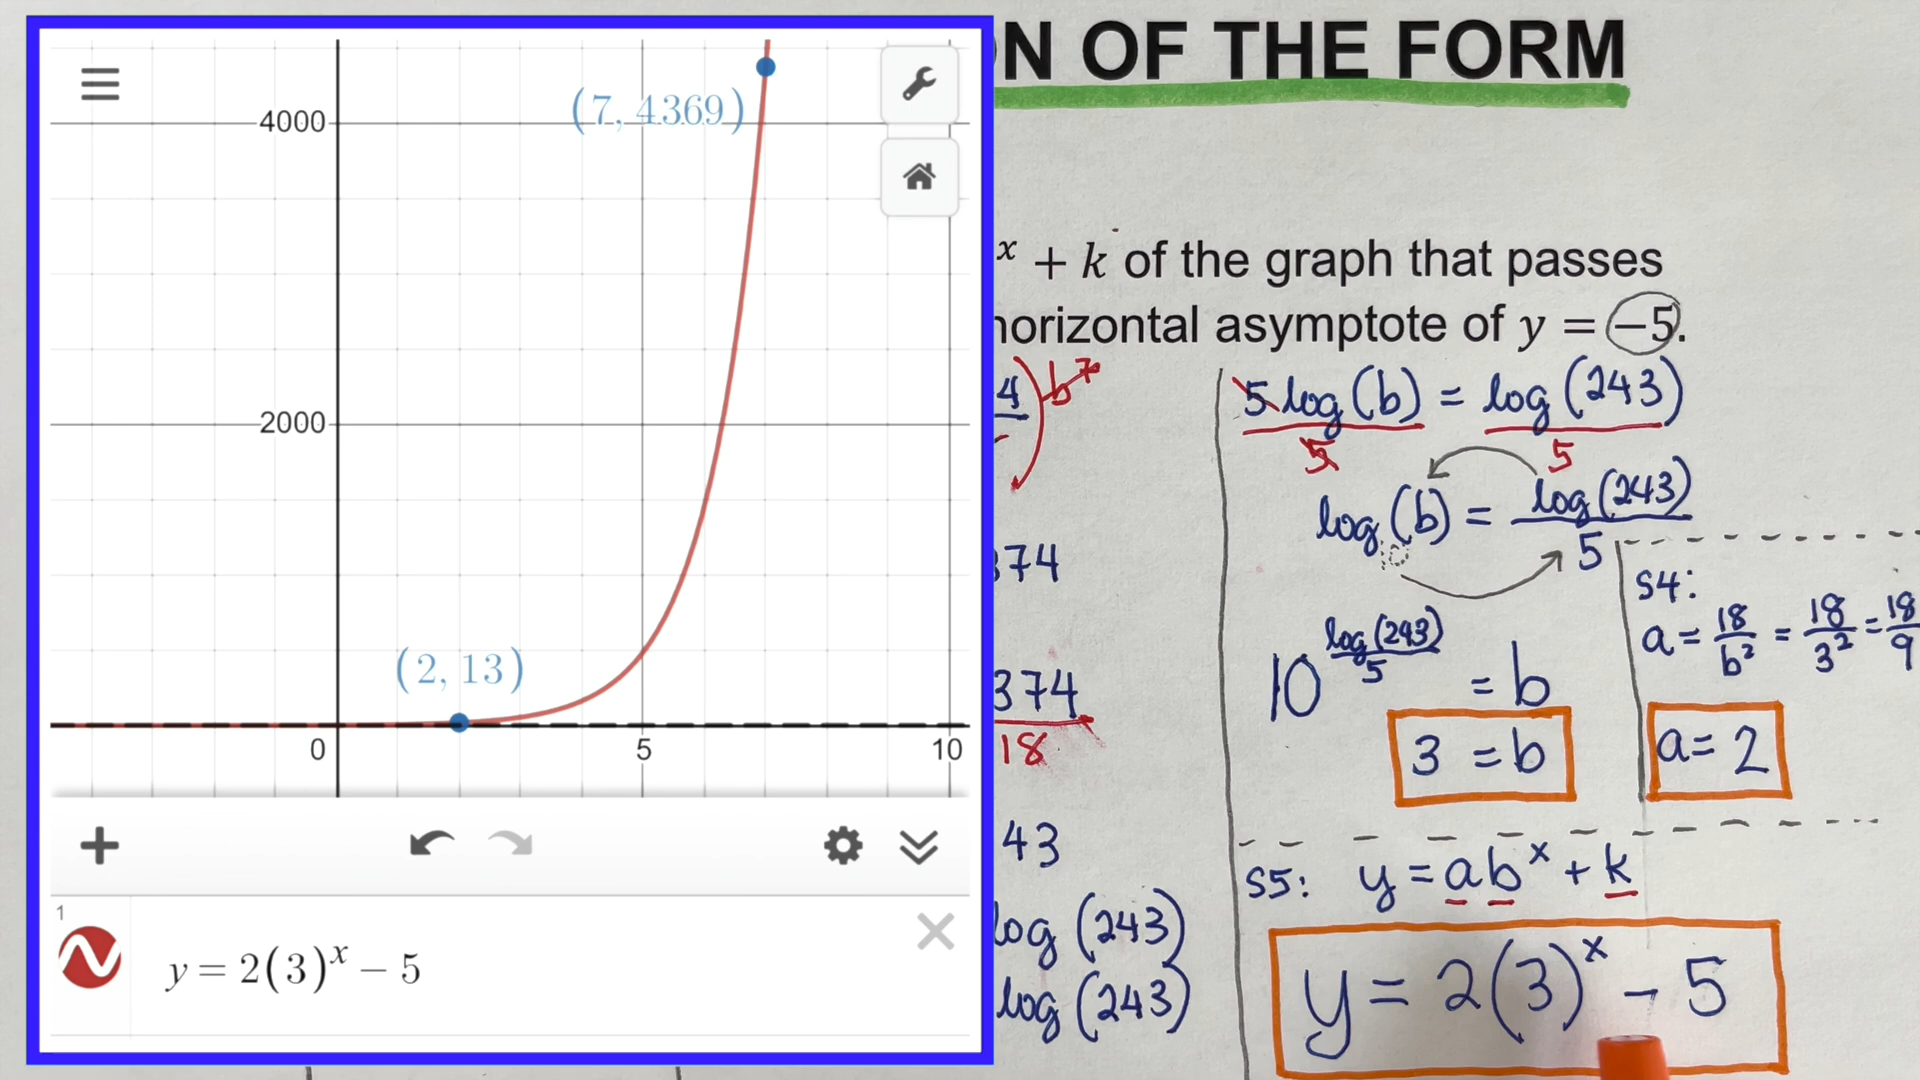 N OF THE FORM
x + k of the graph that passes
horizontal asymptote of y = −5.
(7, 4369)
4000
2000
(2, 13)
0
5
10
1
y = 2(3)^x − 5
4
b^7
374
374
18
43
log (243)
log (243)
5 log (b) = log (243)
5 5
log (b) = log (243)
5
10^(log (243)/5) = b
3 = b
S4:
a = 18/b² = 18/3² = 18/9
a = 2
S5: y = ab^x + k
y = 2(3)^x − 5